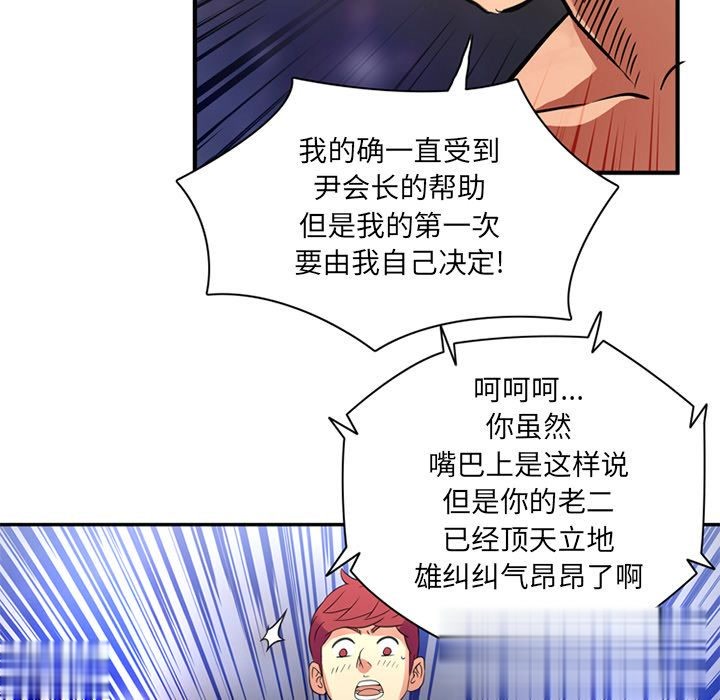 我的确一直受到
尹会长的帮助
但是我的第一次
要由我自己决定!
呵呵呵...
你虽然
嘴巴上是这样说
但是你的老二
已经顶天立地
雄纠纠气昂昂了啊